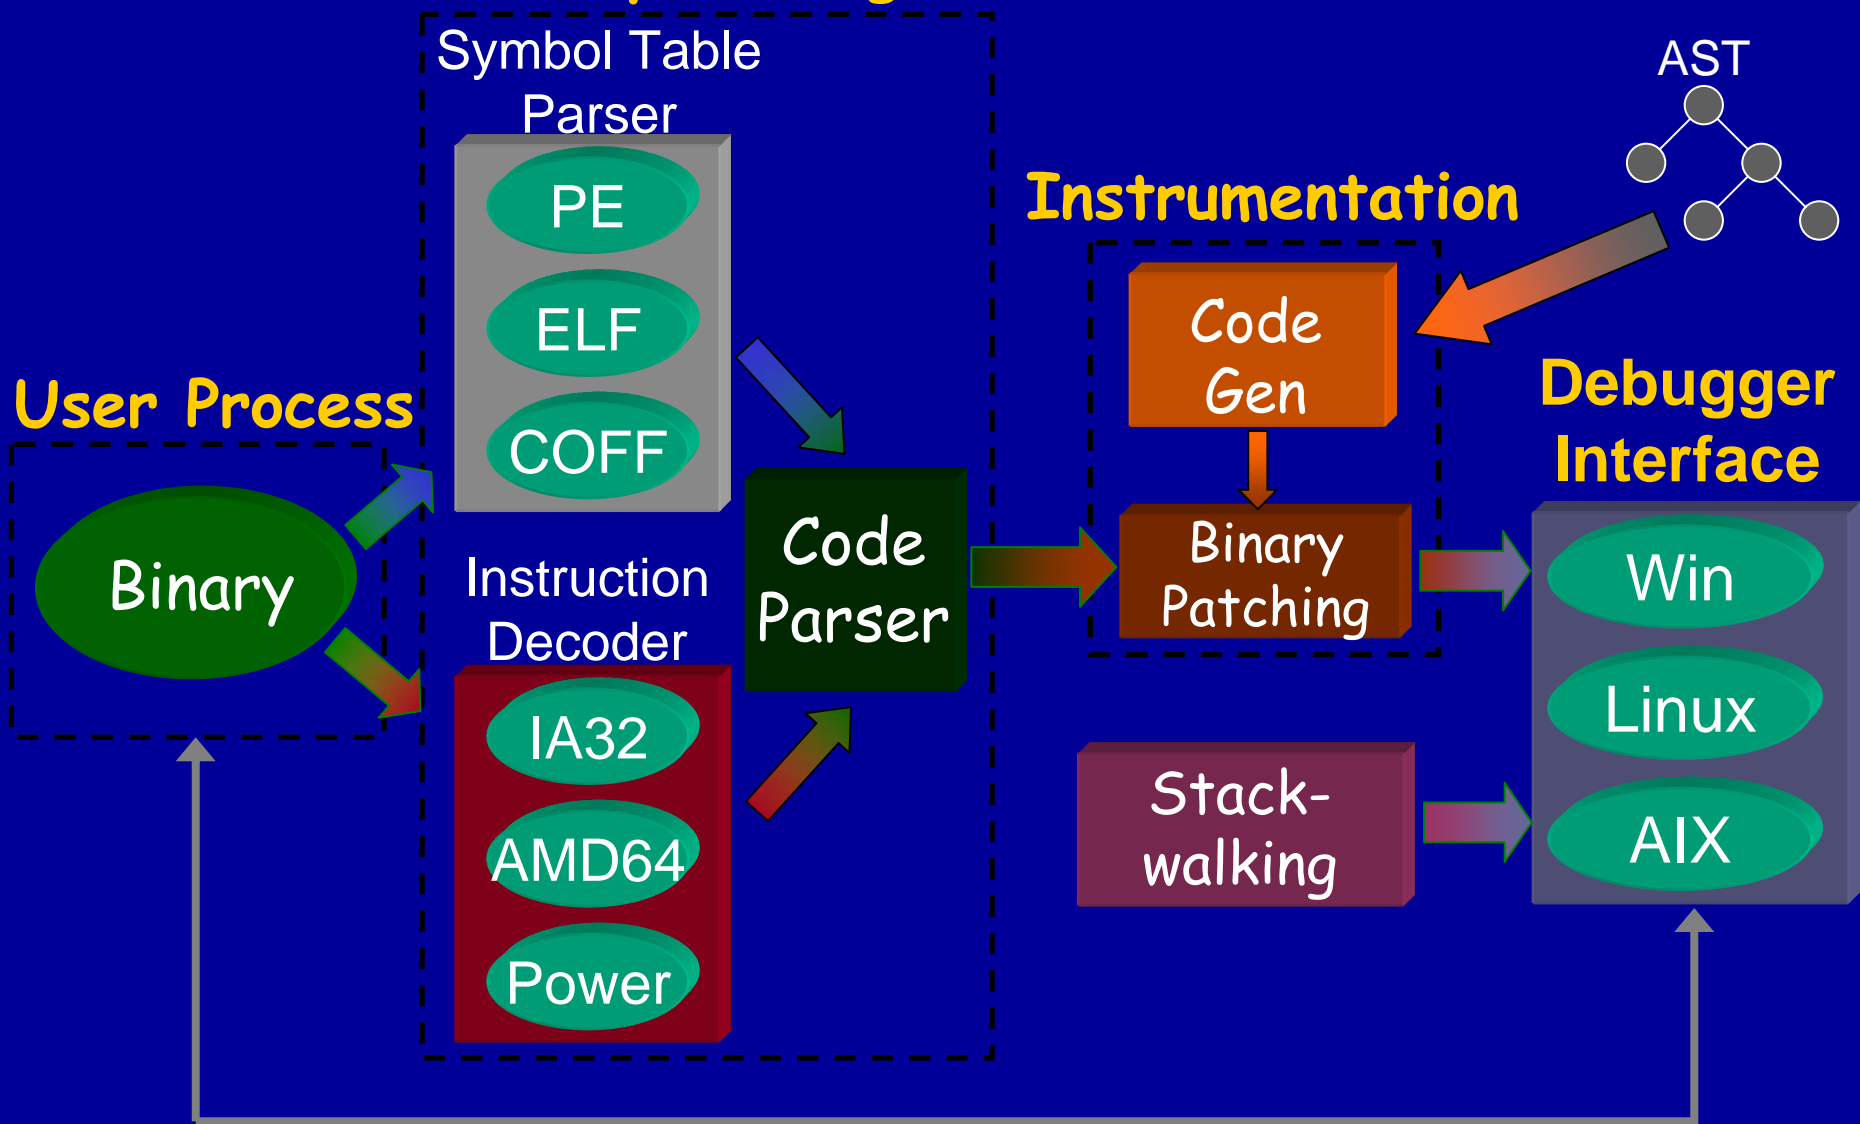 Symbol Table
Parser
PE
ELF
COFF
AST
Instrumentation
Code
Gen
User Process
Binary
Debugger
Interface
Code
Parser
Binary
Patching
Win
Linux
AIX
Instruction
Decoder
IA32
AMD64
Power
Stack-
walking